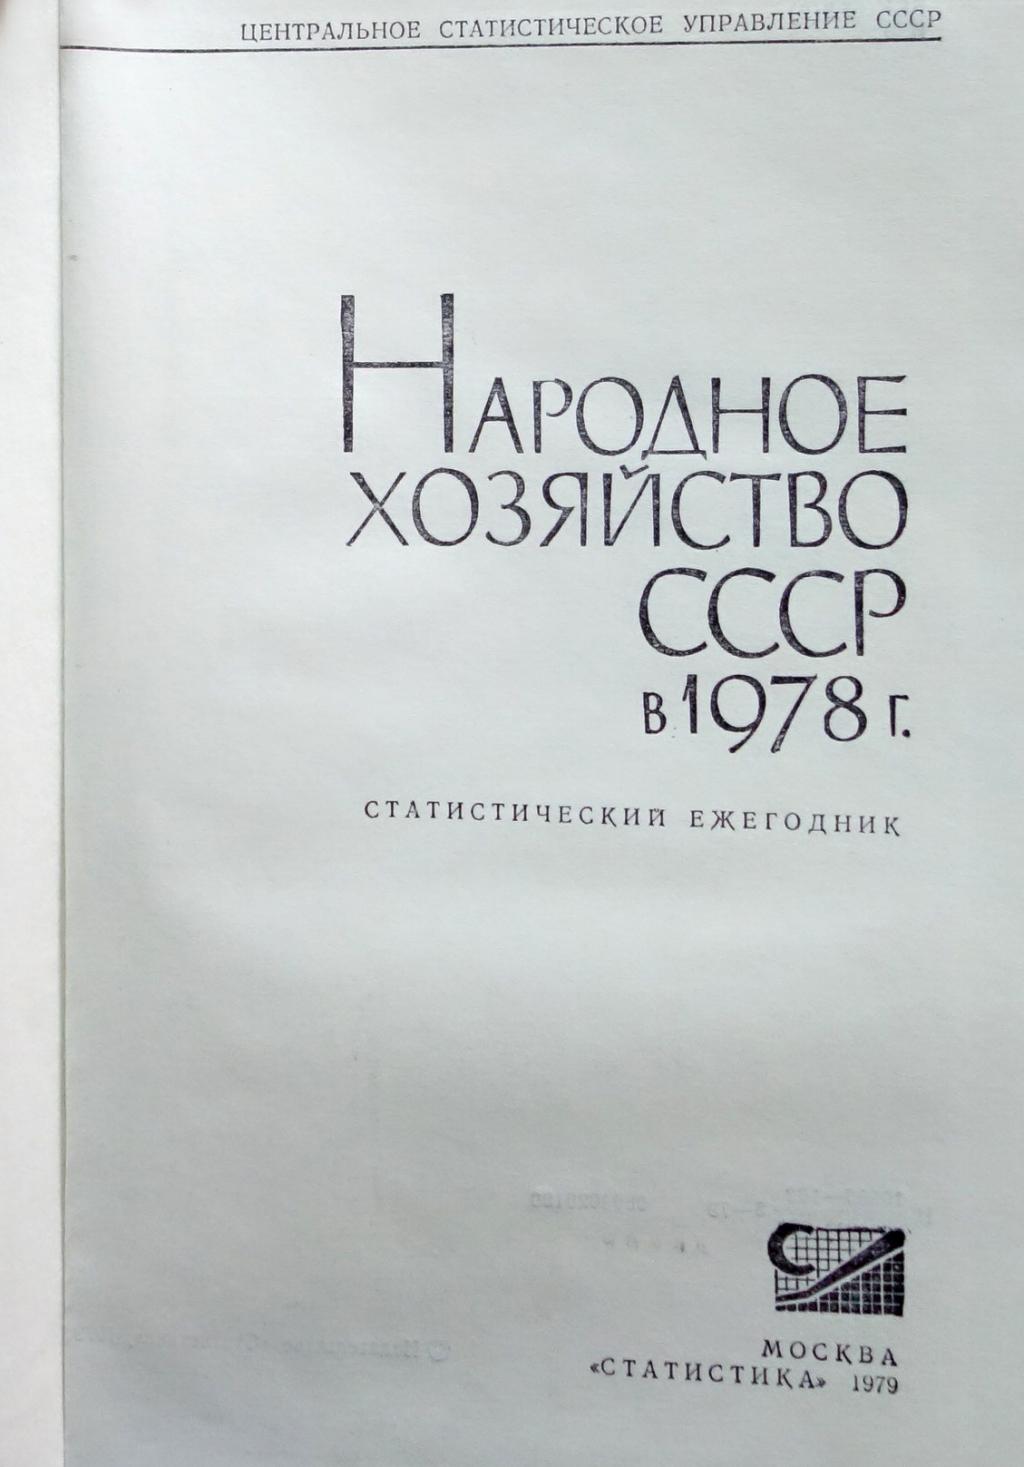 ЦЕНТРАЛЬНОЕ СТАТИСТИЧЕСКОЕ УПРАВЛЕНИЕ СССР
НАРОДНОЕ
ХОЗЯЙСТВО
СССР
в 1978 г.
СТАТИСТИЧЕСКИЙ ЕЖЕГОДНИК
С
МОСКВА
«СТАТИСТИКА» 1979